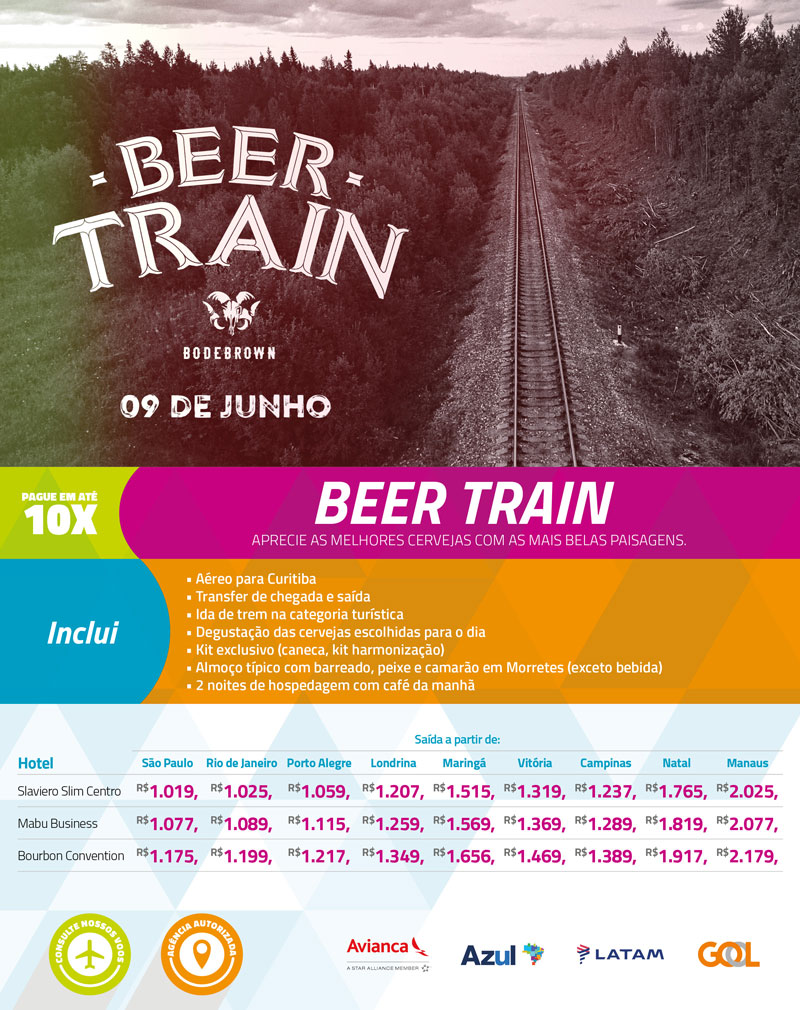 BEER
TRAIN
BODEBROWN
09 DE JUNHO
PAGUE EM ATÉ
10X
BEER TRAIN
APRECIE AS MELHORES CERVEJAS COM AS MAIS BELAS PAISAGENS.
Inclui
• Aéreo para Curitiba
• Transfer de chegada e saída
• Ida de trem na categoria turística
• Degustação das cervejas escolhidas para o dia
• Kit exclusivo (caneca, kit harmonização)
• Almoço típico com barreado, peixe e camarão em Morretes (exceto bebida)
• 2 noites de hospedagem com café da manhã
Saída a partir de:
Hotel São Paulo Rio de Janeiro Porto Alegre Londrina Maringá Vitória Campinas Natal Manaus
Slaviero Slim Centro R$1.019, R$1.025, R$1.059, R$1.207, R$1.515, R$1.319, R$1.237, R$1.765, R$2.025,
Mabu Business R$1.077, R$1.089, R$1.115, R$1.259, R$1.569, R$1.369, R$1.289, R$1.819, R$2.077,
Bourbon Convention R$1.175, R$1.199, R$1.217, R$1.349, R$1.656, R$1.469, R$1.389, R$1.917, R$2.179,
CONSULTE NOSSOS VOOS
AGÊNCIA AUTORIZADA
Avianca
A STAR ALLIANCE MEMBER
Azul
LATAM
GOL